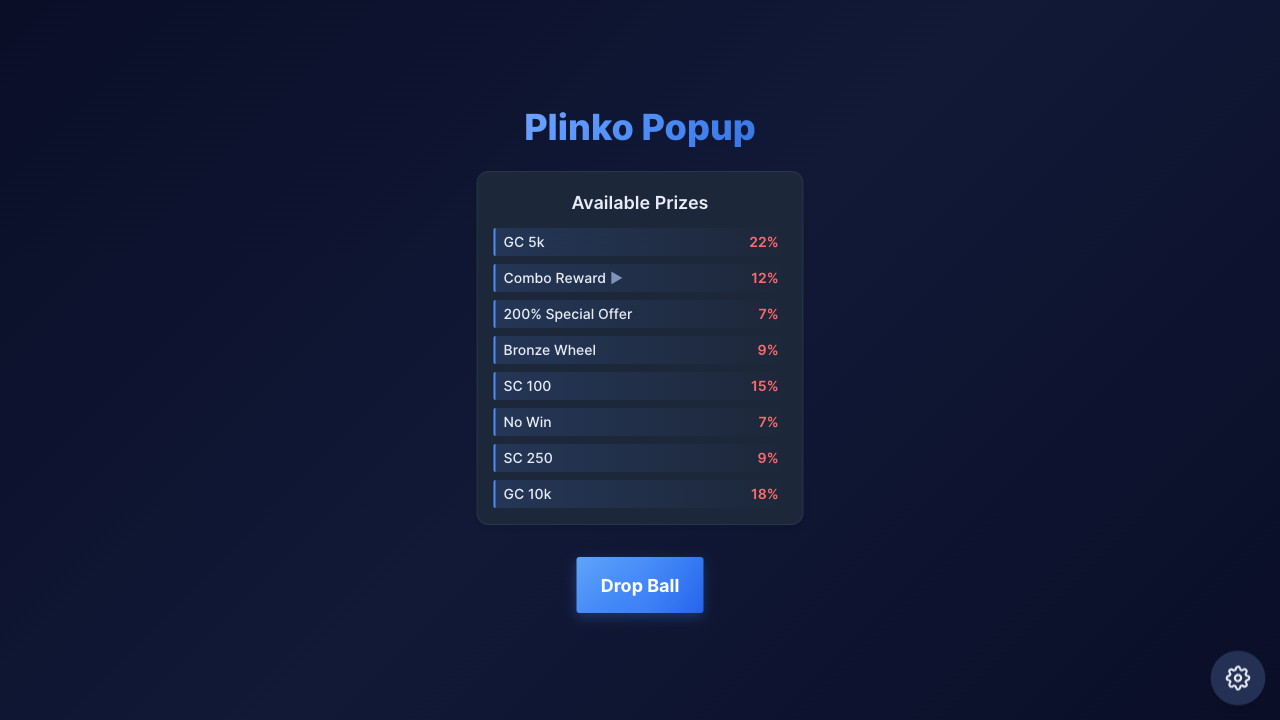 Plinko Popup
Available Prizes
GC 5k 22%
Combo Reward ▶ 12%
200% Special Offer 7%
Bronze Wheel 9%
SC 100 15%
No Win 7%
SC 250 9%
GC 10k 18%
Drop Ball